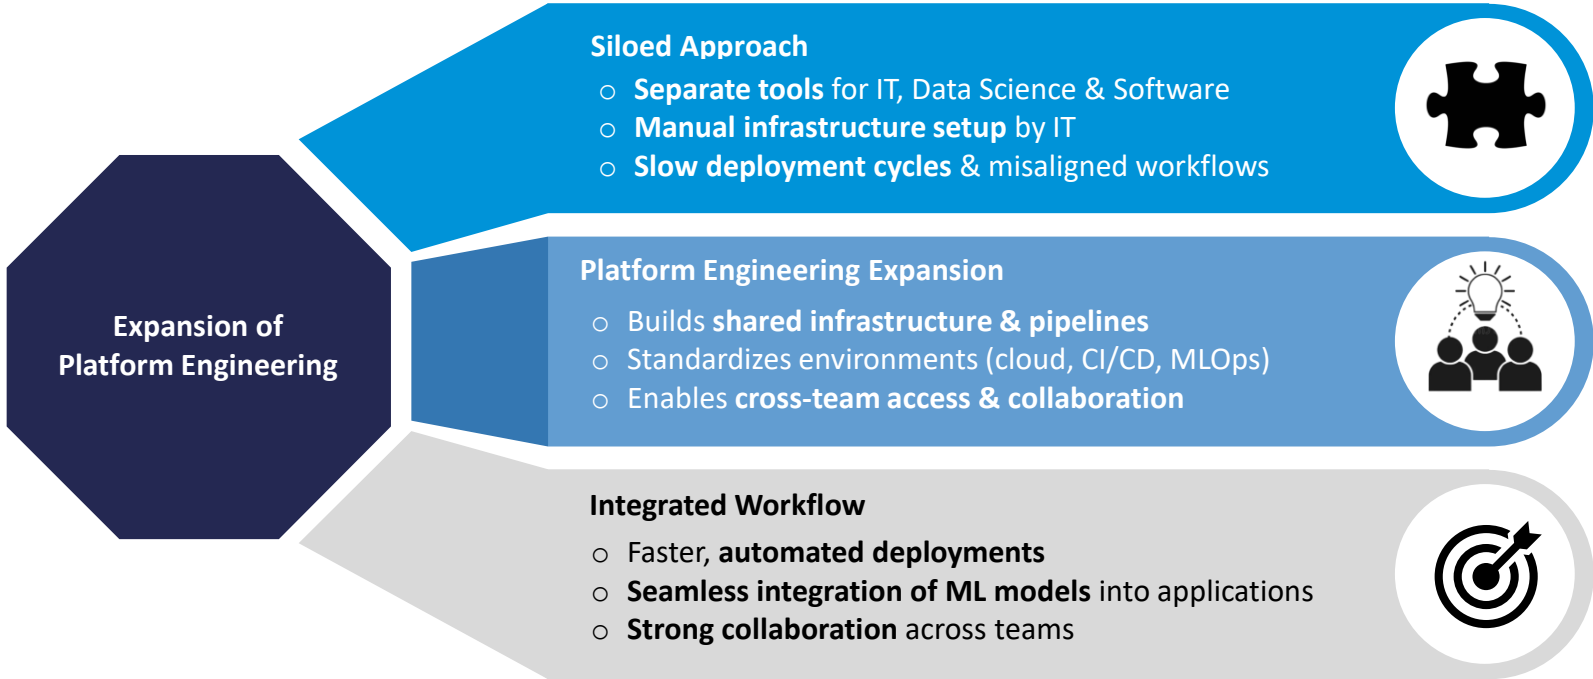 Expansion of
Platform Engineering
Siloed Approach
○ Separate tools for IT, Data Science & Software
○ Manual infrastructure setup by IT
○ Slow deployment cycles & misaligned workflows
Platform Engineering Expansion
○ Builds shared infrastructure & pipelines
○ Standardizes environments (cloud, CI/CD, MLOps)
○ Enables cross-team access & collaboration
Integrated Workflow
○ Faster, automated deployments
○ Seamless integration of ML models into applications
○ Strong collaboration across teams